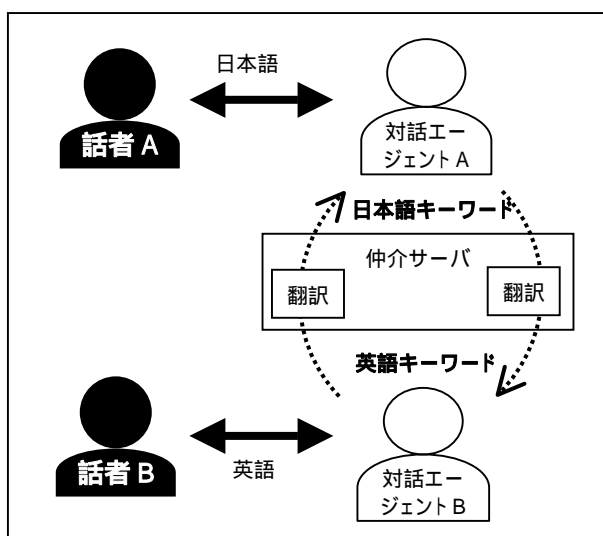 日本語
話者 A
対話エー
ジェント A
日本語キーワード
仲介サーバ
翻訳
翻訳
英語キーワード
話者 B
英語
対話エー
ジェント B